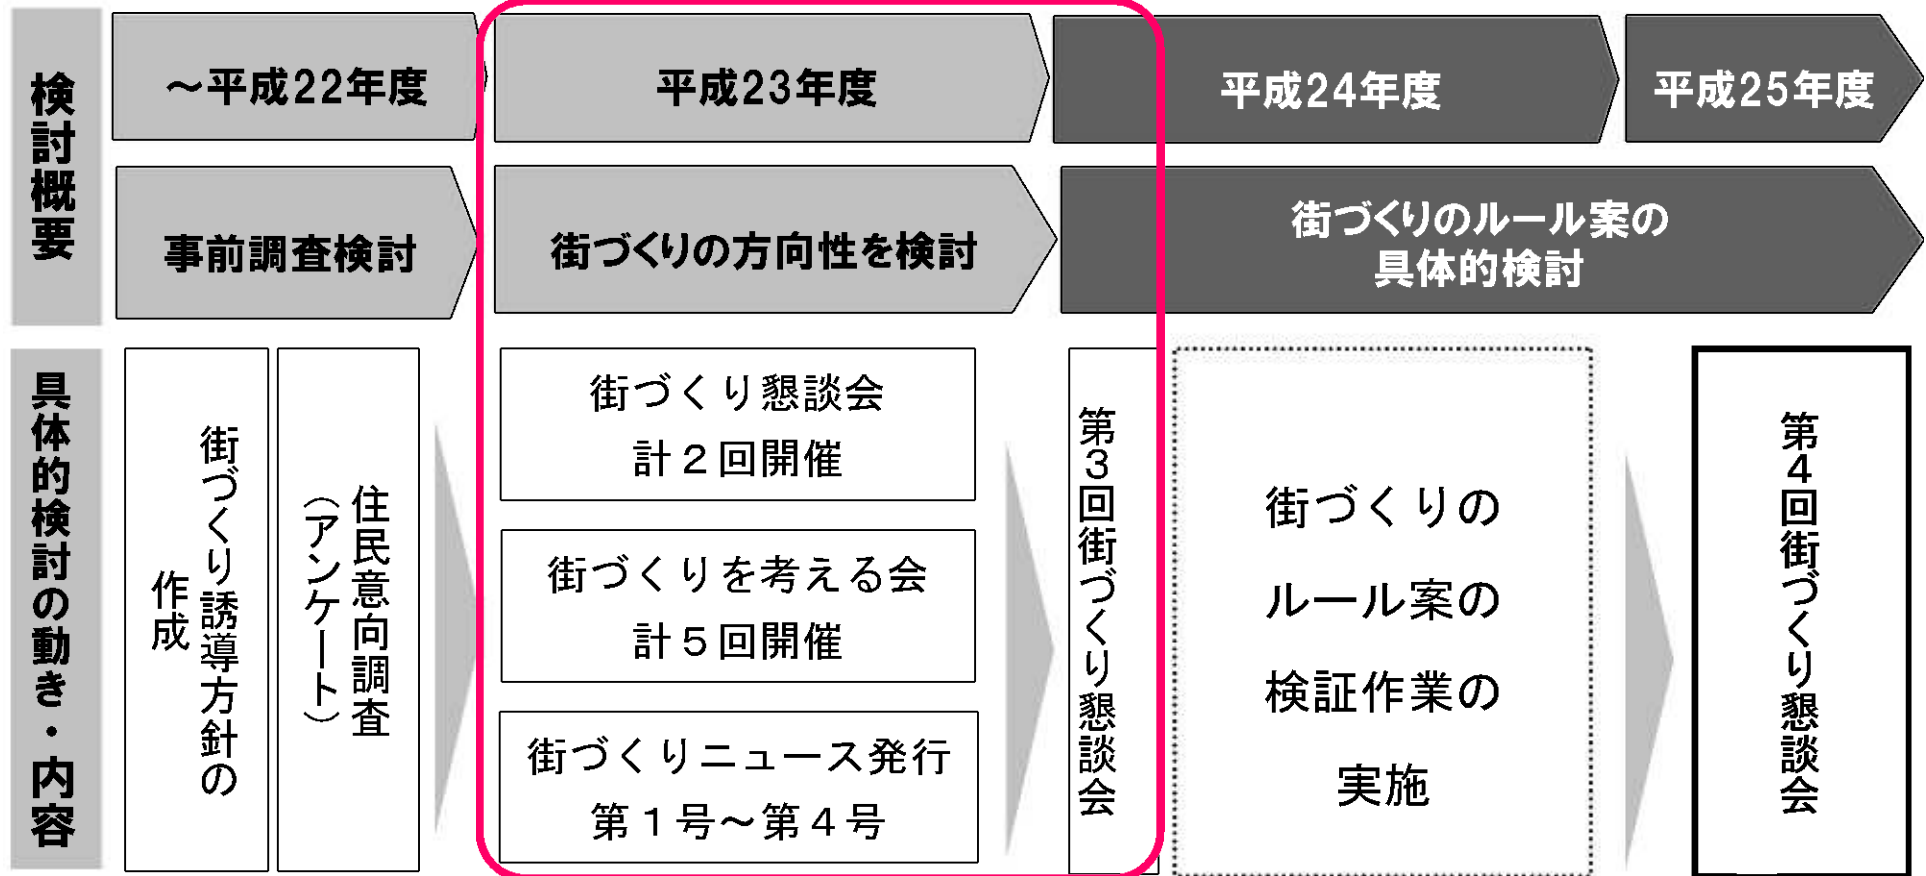 検討概要
～平成22年度
平成23年度
平成24年度
平成25年度
事前調査検討
街づくりの方向性を検討
街づくりのルール案の
具体的検討
具体的検討の動き・内容
街づくり誘導方針の
作成
住民意向調査
（アンケート）
街づくり懇談会
計２回開催
街づくりを考える会
計５回開催
街づくりニュース発行
第１号～第４号
第３回街づくり懇談会
街づくりの
ルール案の
検証作業の
実施
第４回街づくり懇談会